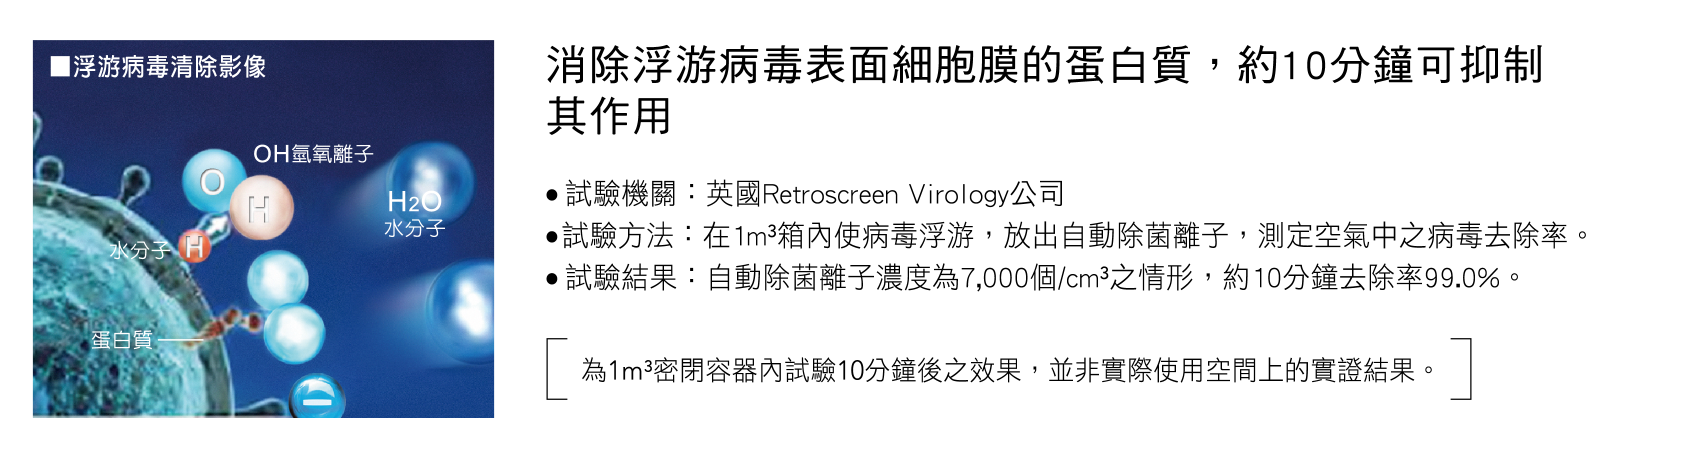 ■浮游病毒清除影像
OH氫氧離子
O
H
H2O
水分子
水分子
H
蛋白質
消除浮游病毒表面細胞膜的蛋白質，約10分鐘可抑制
其作用
●試驗機關：英國Retroscreen Virology公司
●試驗方法：在1m³箱內使病毒浮游，放出自動除菌離子，測定空氣中之病毒去除率。
●試驗結果：自動除菌離子濃度為7,000個/cm³之情形，約10分鐘去除率99.0%。
為1m³密閉容器內試驗10分鐘後之效果，並非實際使用空間上的實證結果。